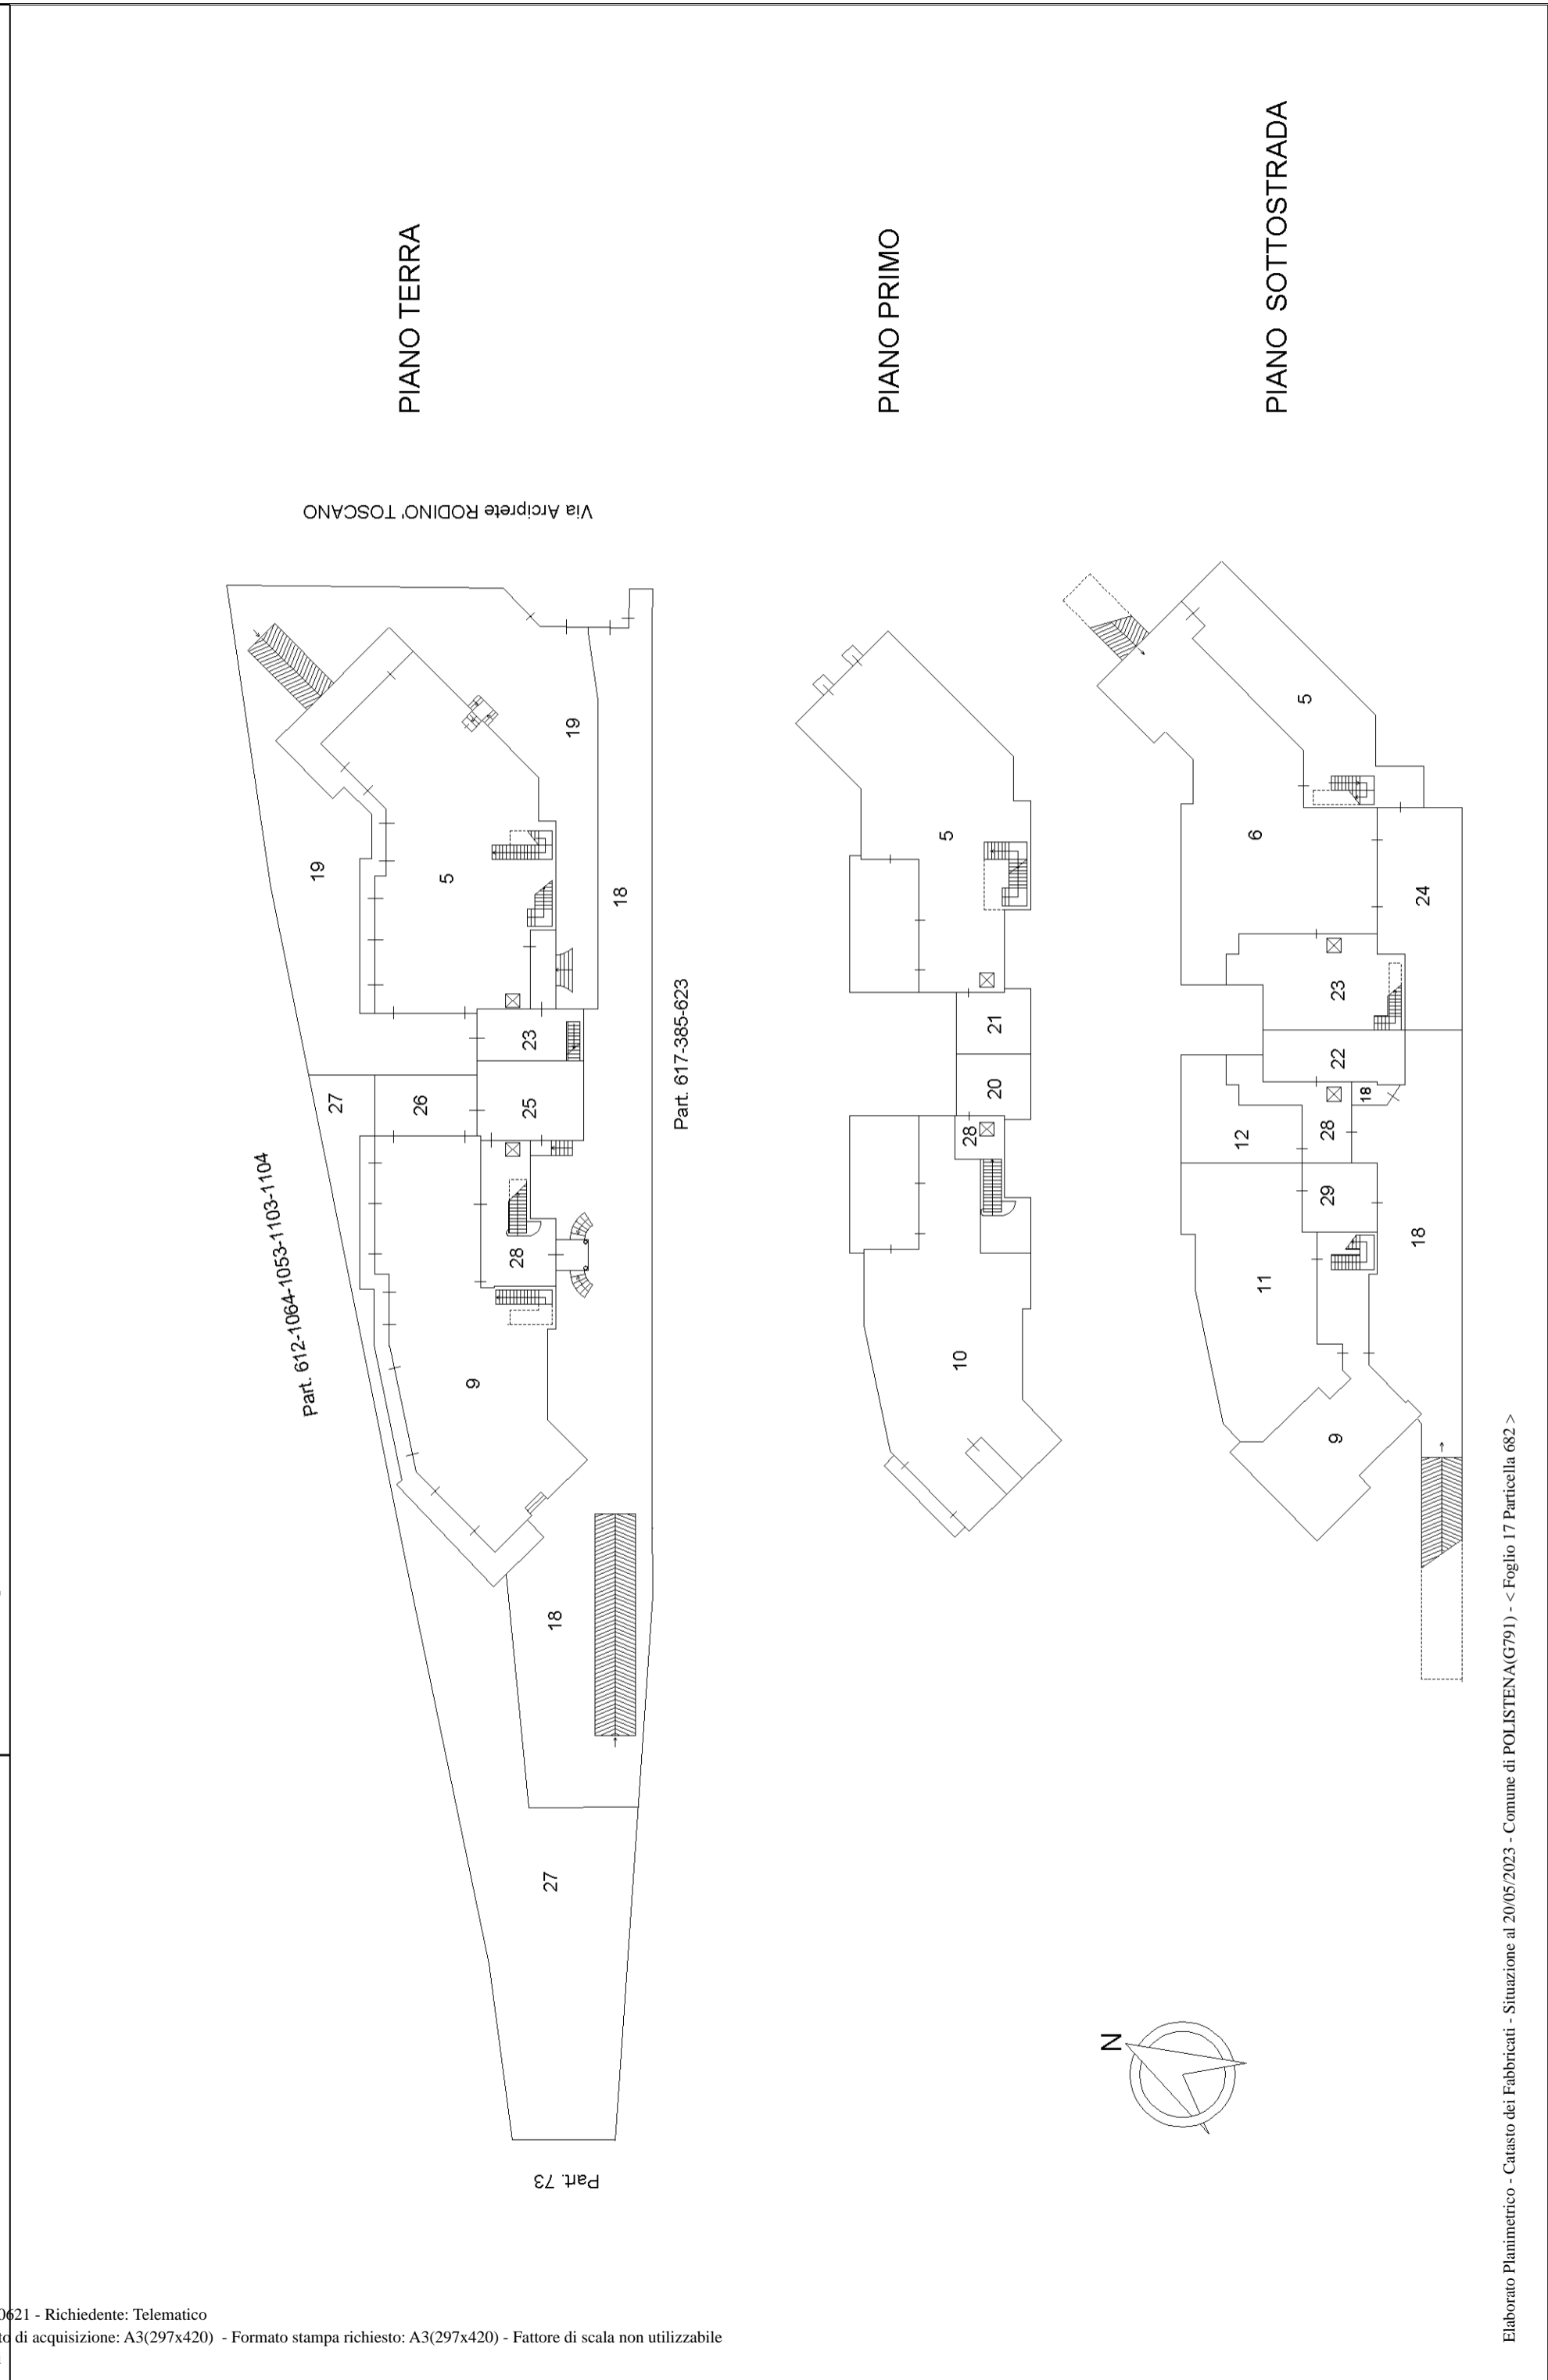 PIANO TERRA
Via Arciprete RODINO' TOSCANO
19
19
5
18
23
Part. 617-385-623
27
26
25
Part. 612-1064-1053-1103-1104
28
9
18
27
Part. 73
PIANO PRIMO
5
21
20
28
10
PIANO SOTTOSTRADA
5
6
24
23
22
18
28
12
29
18
11
9
N
Elaborato Planimetrico - Catasto dei Fabbricati - Situazione al 20/05/2023 - Comune di POLISTENA(G791) - < Foglio 17 Particella 682 >
0621 - Richiedente: Telematico
to di acquisizione: A3(297x420) - Formato stampa richiesto: A3(297x420) - Fattore di scala non utilizzabile